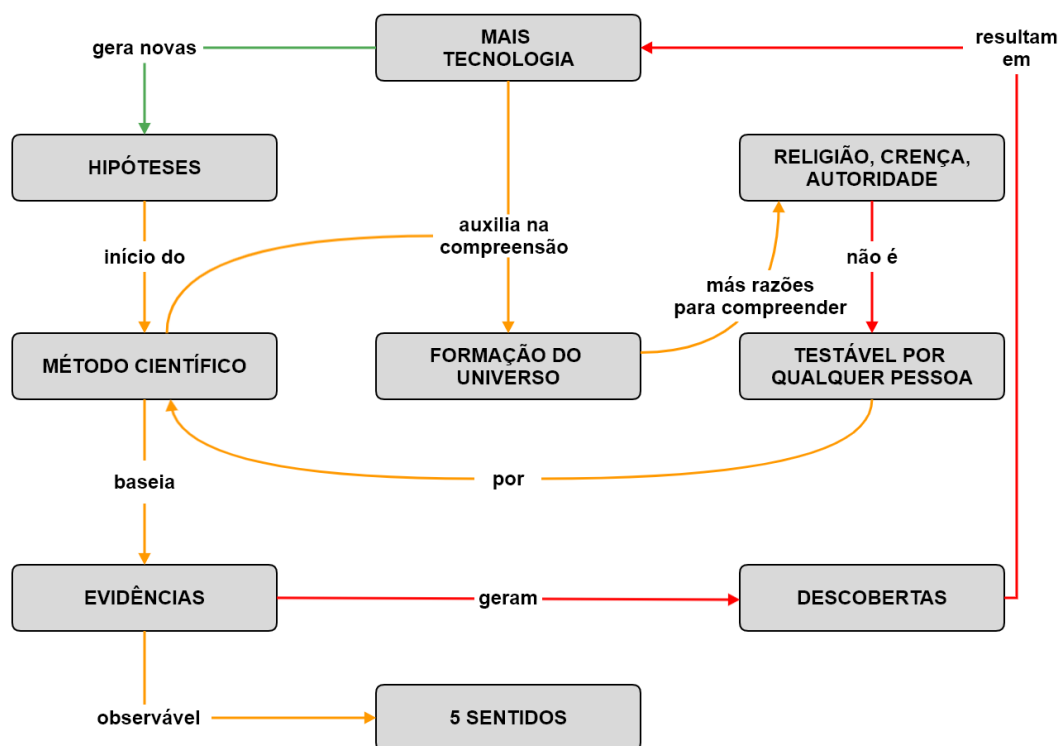 MAIS
TECNOLOGIA
resultam
em
gera novas
HIPÓTESES
RELIGIÃO, CRENÇA,
AUTORIDADE
auxilia na
compreensão
início do
não é
más razões
para compreender
MÉTODO CIENTÍFICO
FORMAÇÃO DO
UNIVERSO
TESTÁVEL POR
QUALQUER PESSOA
baseia
por
EVIDÊNCIAS
geram
DESCOBERTAS
observável
5 SENTIDOS